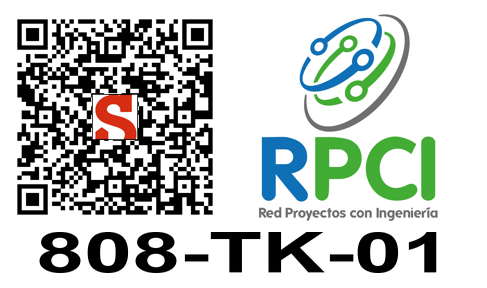 S
RPCI
Red Proyectos con Ingeniería
808-TK-01